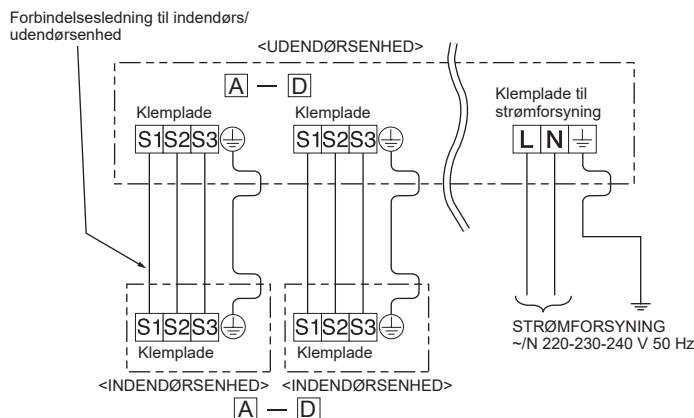 Forbindelsesledning til indendørs/
udendørsenhed
<UDENDØRSENHED>
A — D
Klemplade
Klemplade
Klemplade til
strømforsyning
S1 S2 S3
S1 S2 S3
L N
S1 S2 S3
S1 S2 S3
Klemplade
Klemplade
STRØMFORSYNING
~/N 220-230-240 V 50 Hz
<INDENDØRSENHED>
<INDENDØRSENHED>
A — D